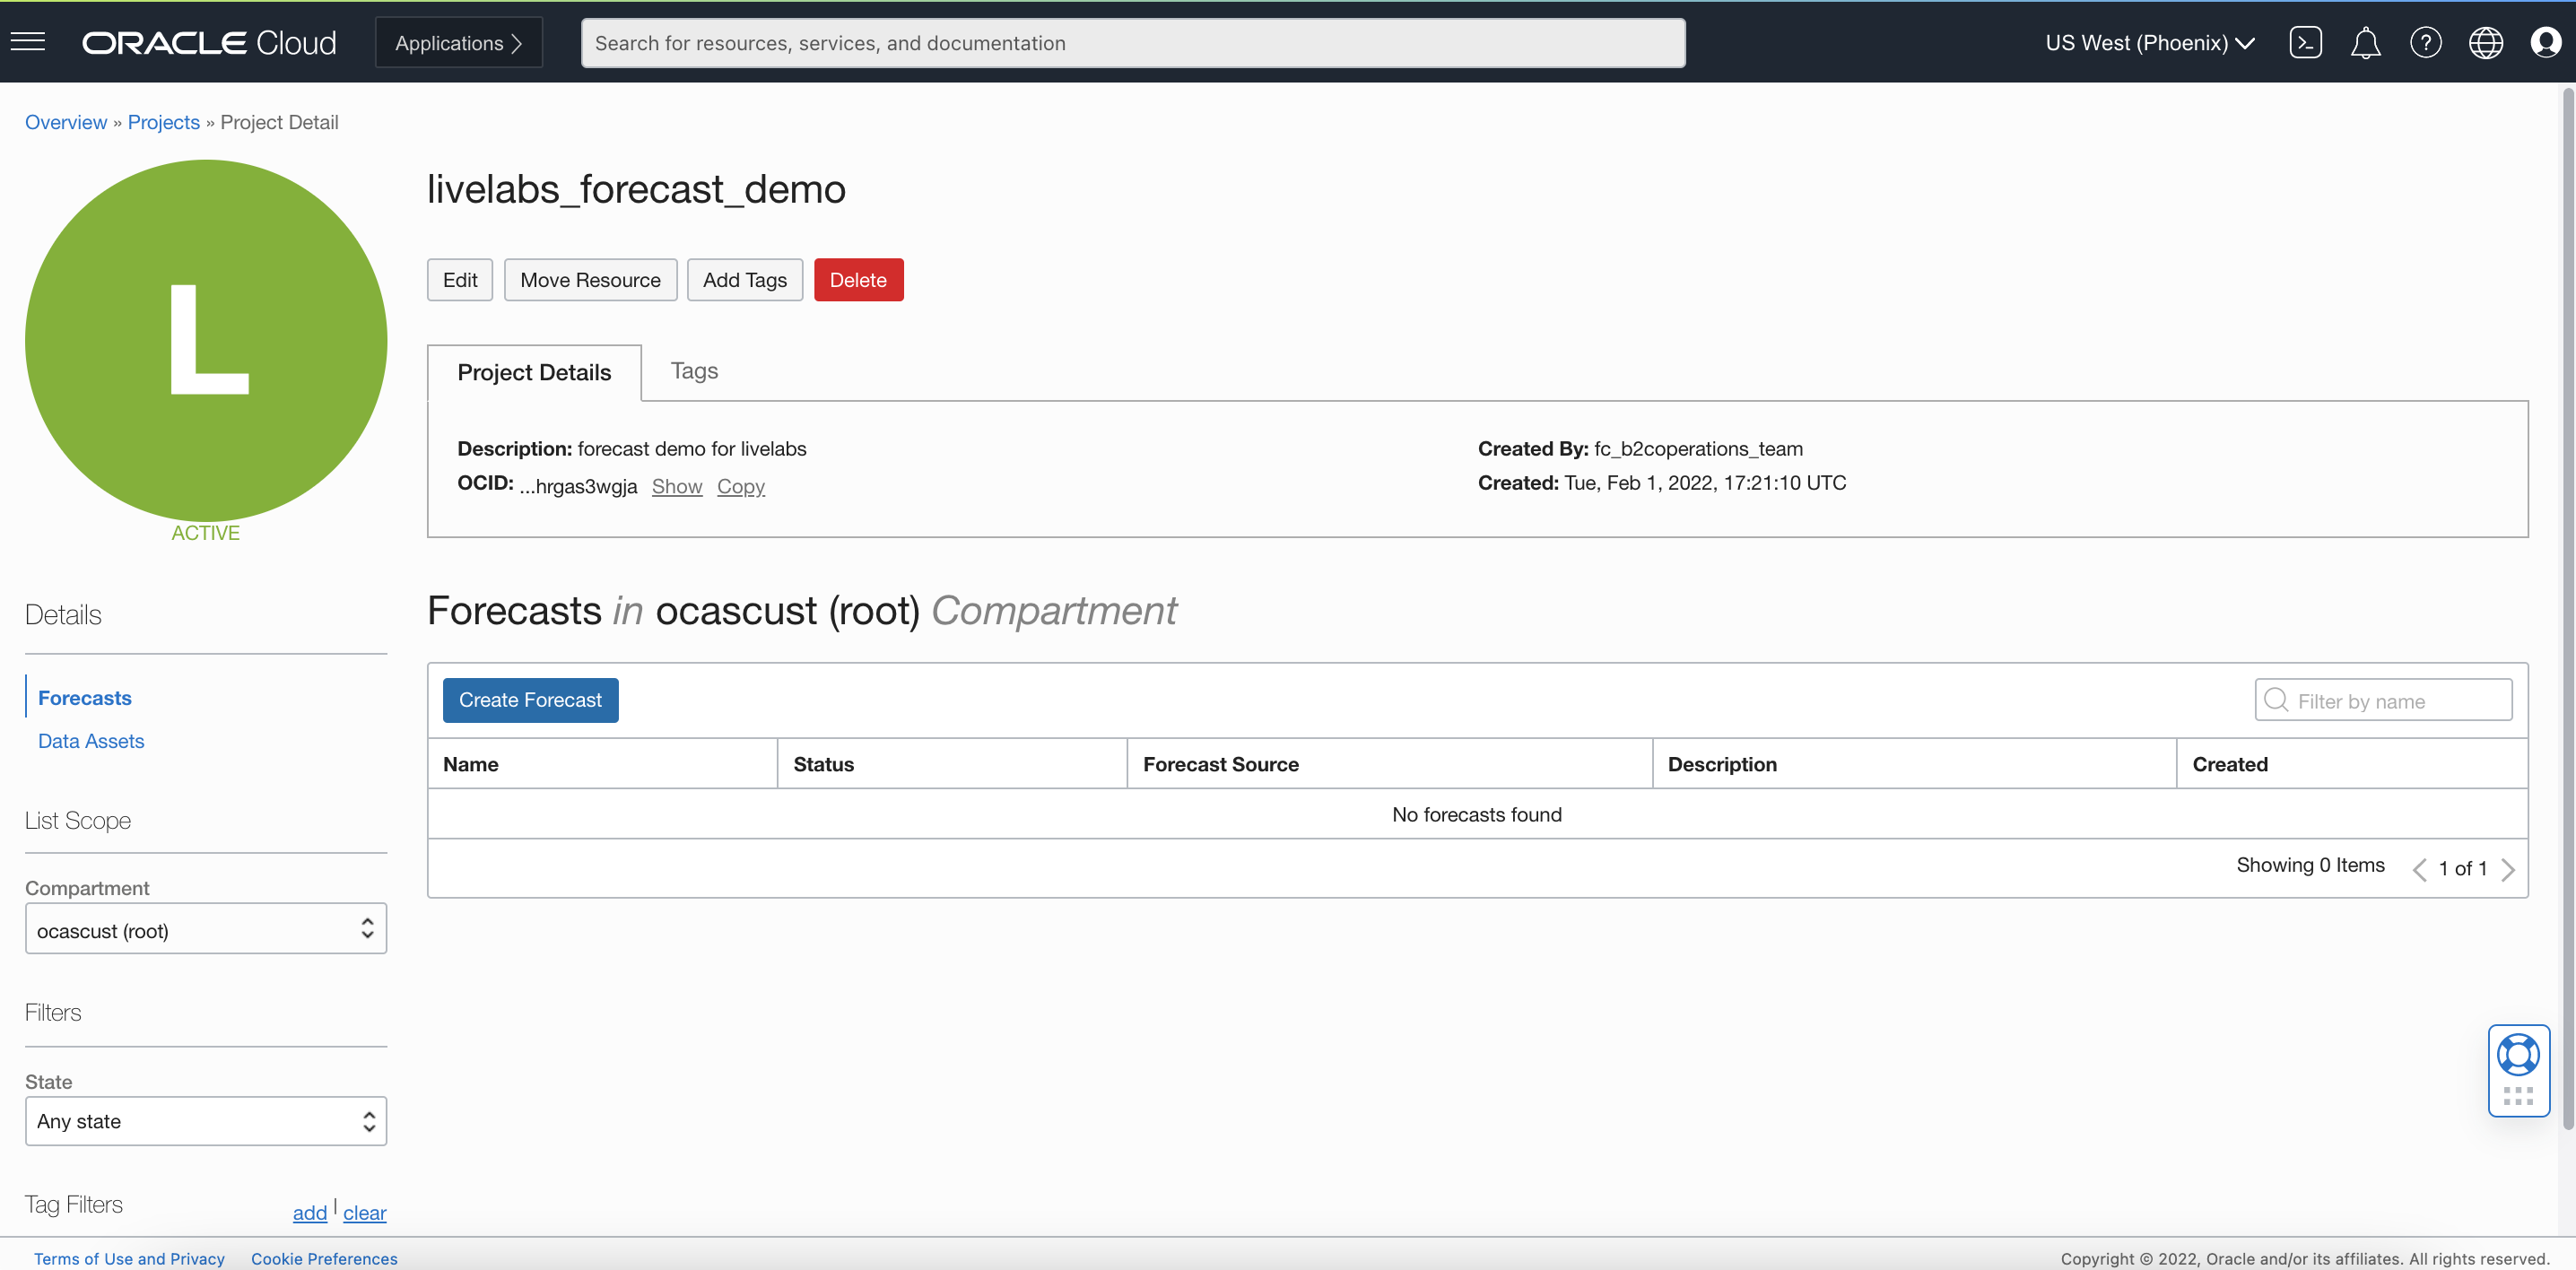 ORACLE Cloud Applications Search for resources, services, and documentation US West (Phoenix)
Overview » Projects » Project Detail
L
ACTIVE
livelabs_forecast_demo
Edit Move Resource Add Tags Delete
Project Details Tags
Description: forecast demo for livelabs Created By: fc_b2coperations_team
OCID: ...hrgas3wgja Show Copy Created: Tue, Feb 1, 2022, 17:21:10 UTC
Details
Forecasts
Data Assets
List Scope
Compartment
ocascust (root)
Filters
State
Any state
Tag Filters add | clear
Forecasts in ocascust (root) Compartment
Create Forecast Filter by name
Name Status Forecast Source Description Created
No forecasts found
Showing 0 Items 1 of 1
Terms of Use and Privacy Cookie Preferences Copyright © 2022, Oracle and/or its affiliates. All rights reserved.